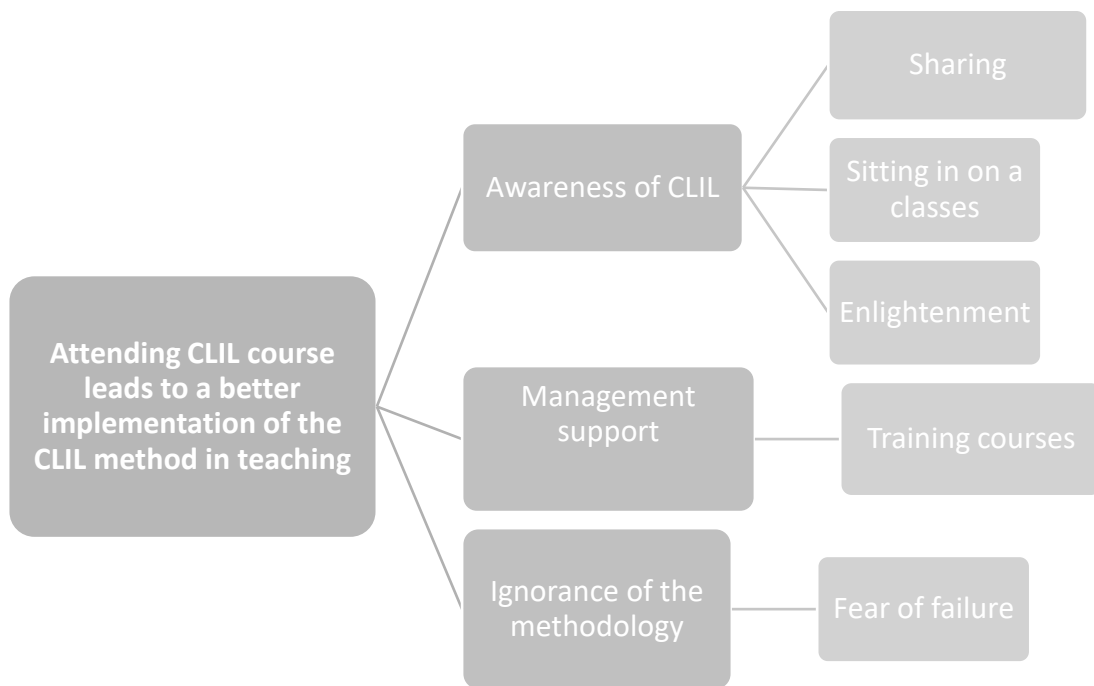 Attending CLIL course
leads to a better
implementation of the
CLIL method in teaching
Awareness of CLIL
Sharing
Sitting in on a
classes
Enlightenment
Management
support
Training courses
Ignorance of the
methodology
Fear of failure